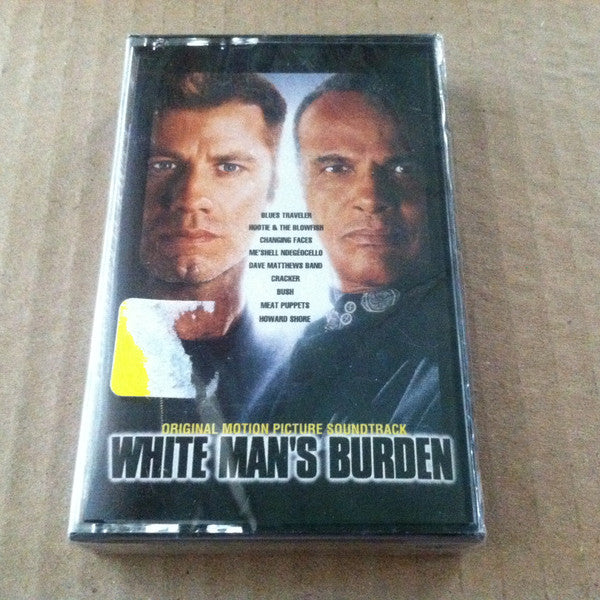 BLUES TRAVELER
HOOTIE & THE BLOWFISH
CHANGING FACES
ME'SHELL NDEGÉOCELLO
DAVE MATTHEWS BAND
CRACKER
BUSH
MEAT PUPPETS
HOWARD SHORE
ORIGINAL MOTION PICTURE SOUNDTRACK
WHITE MAN'S BURDEN